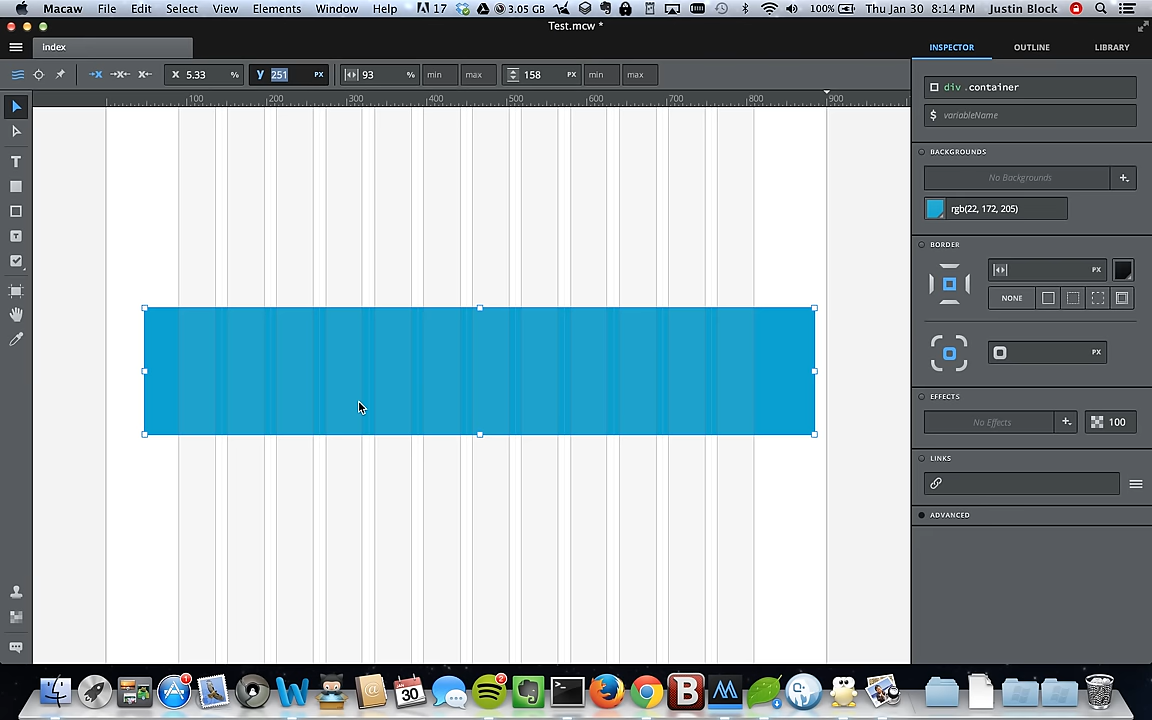 Macaw File Edit Select View Elements Window Help 17 3.05 GB 100% Thu Jan 30 8:14 PM Justin Block
Test.mcw *
index INSPECTOR OUTLINE LIBRARY
X 5.33 % y 251 PX 93 % min max 158 PX min max
100 200 300 400 500 600 700 800 900
div .container
$ variableName
BACKGROUNDS
No Backgrounds
rgb(22, 172, 205)
BORDER
PX
NONE
PX
EFFECTS
No Effects 100
LINKS
ADVANCED
T
T
1
2
JAN
30
W
B